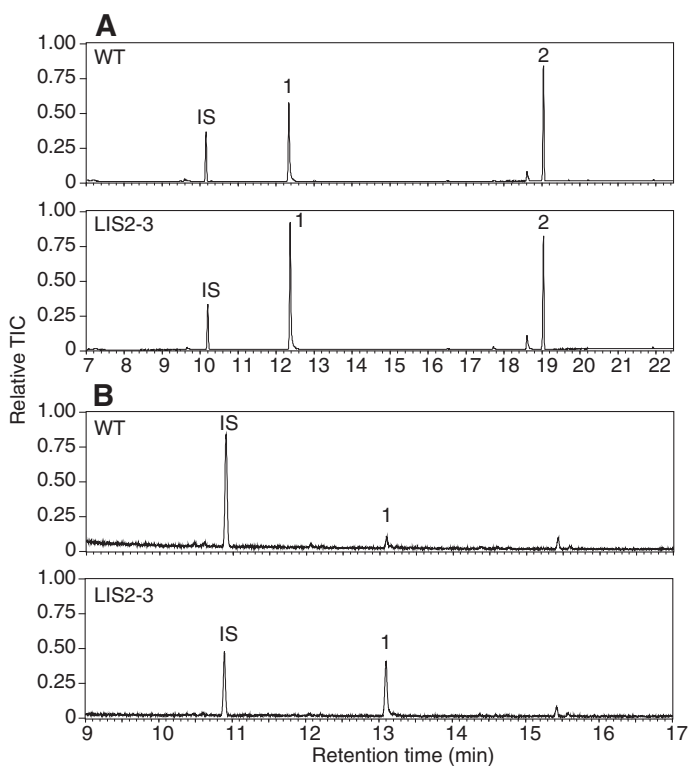 A
1.00
WT
2
0.75
1
0.50
IS
0.25
0
1.00
LIS2-3
1
2
0.75
0.50
IS
0.25
0
7 8 9 10 11 12 13 14 15 16 17 18 19 20 21 22
Relative TIC
B
1.00
WT
IS
0.75
0.50
1
0.25
0
1.00
LIS2-3
0.75
IS
1
0.50
0.25
0
9 10 11 12 13 14 15 16 17
Retention time (min)